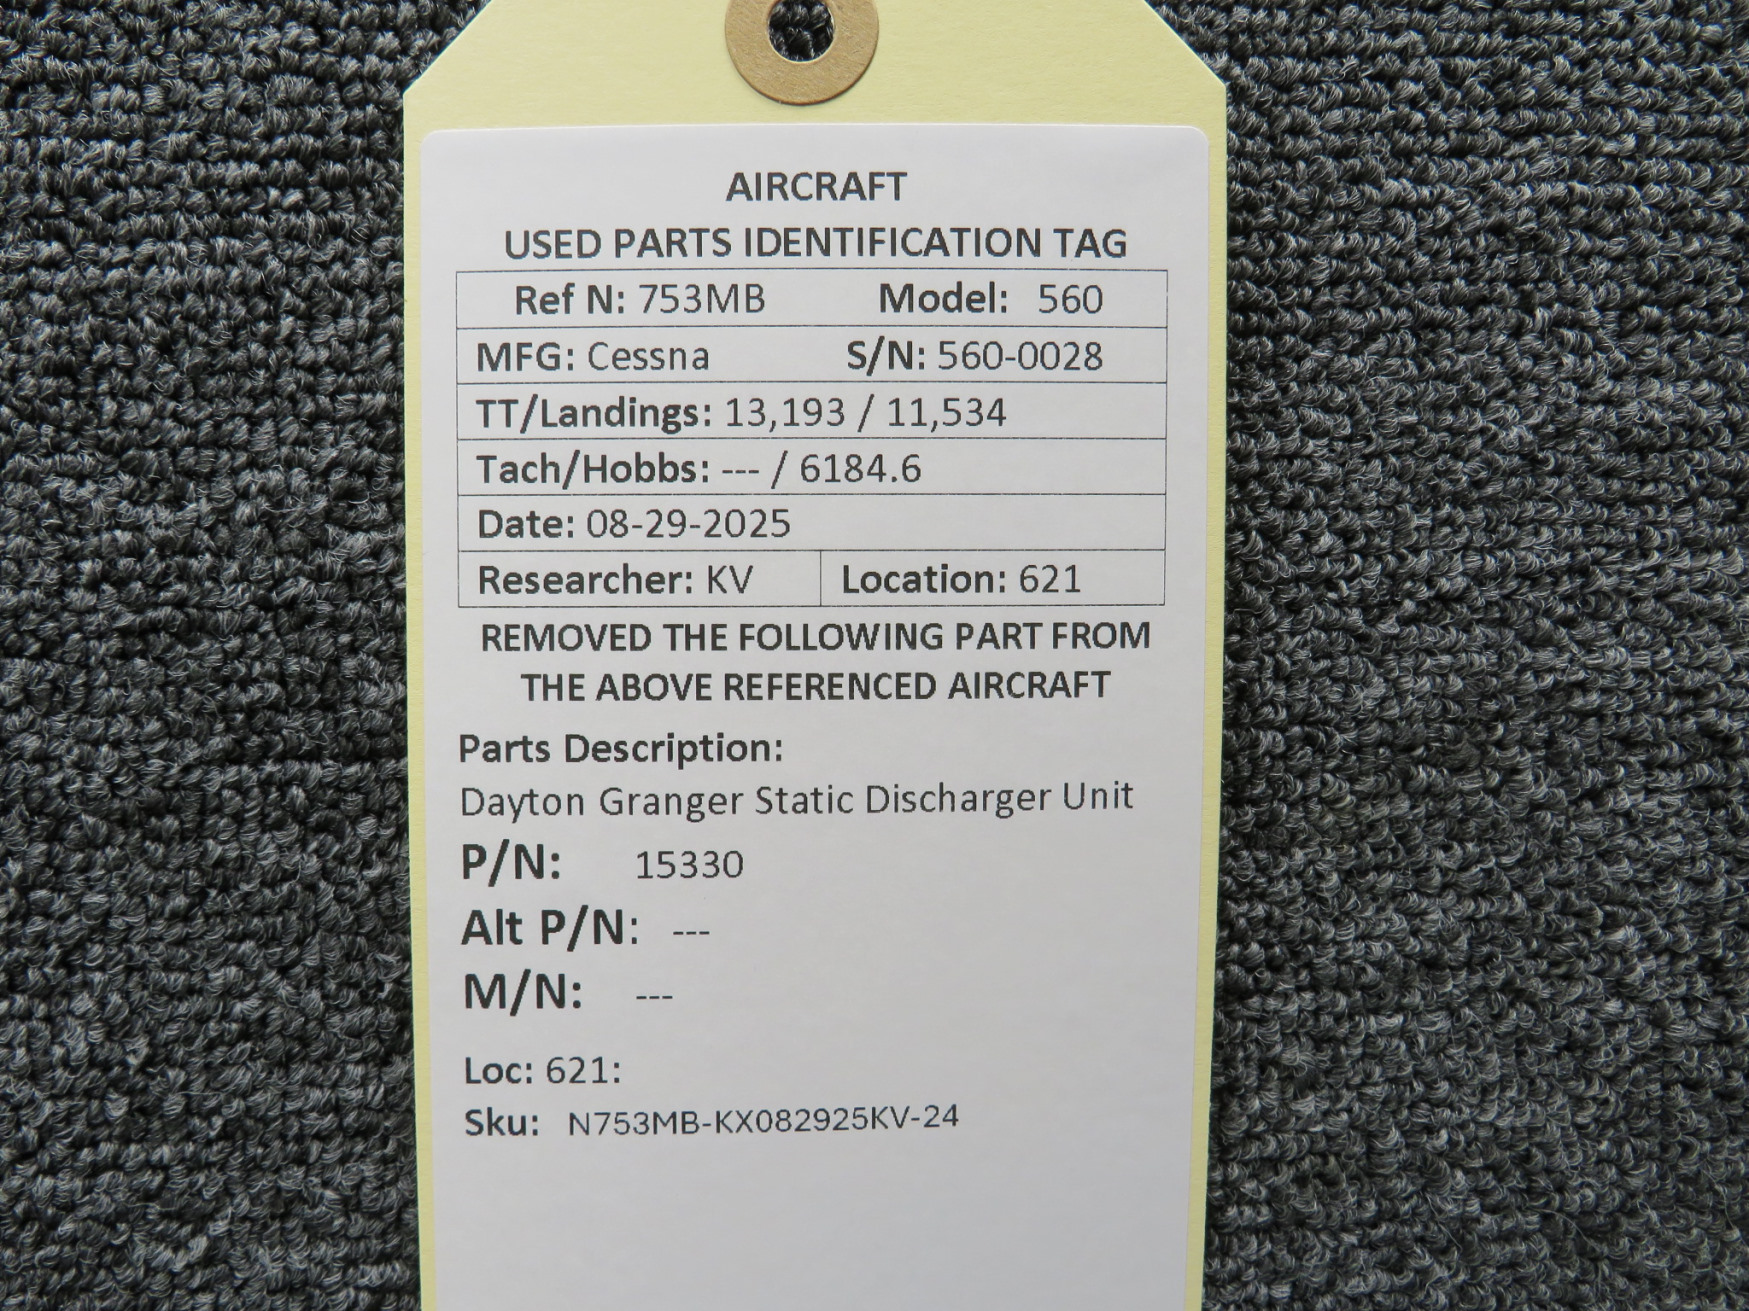 AIRCRAFT
USED PARTS IDENTIFICATION TAG
Ref N: 753MB Model: 560
MFG: Cessna S/N: 560-0028
TT/Landings: 13,193 / 11,534
Tach/Hobbs: --- / 6184.6
Date: 08-29-2025
Researcher: KV Location: 621
REMOVED THE FOLLOWING PART FROM
THE ABOVE REFERENCED AIRCRAFT
Parts Description:
Dayton Granger Static Discharger Unit
P/N: 15330
Alt P/N: ---
M/N: ---
Loc: 621:
Sku: N753MB-KX082925KV-24